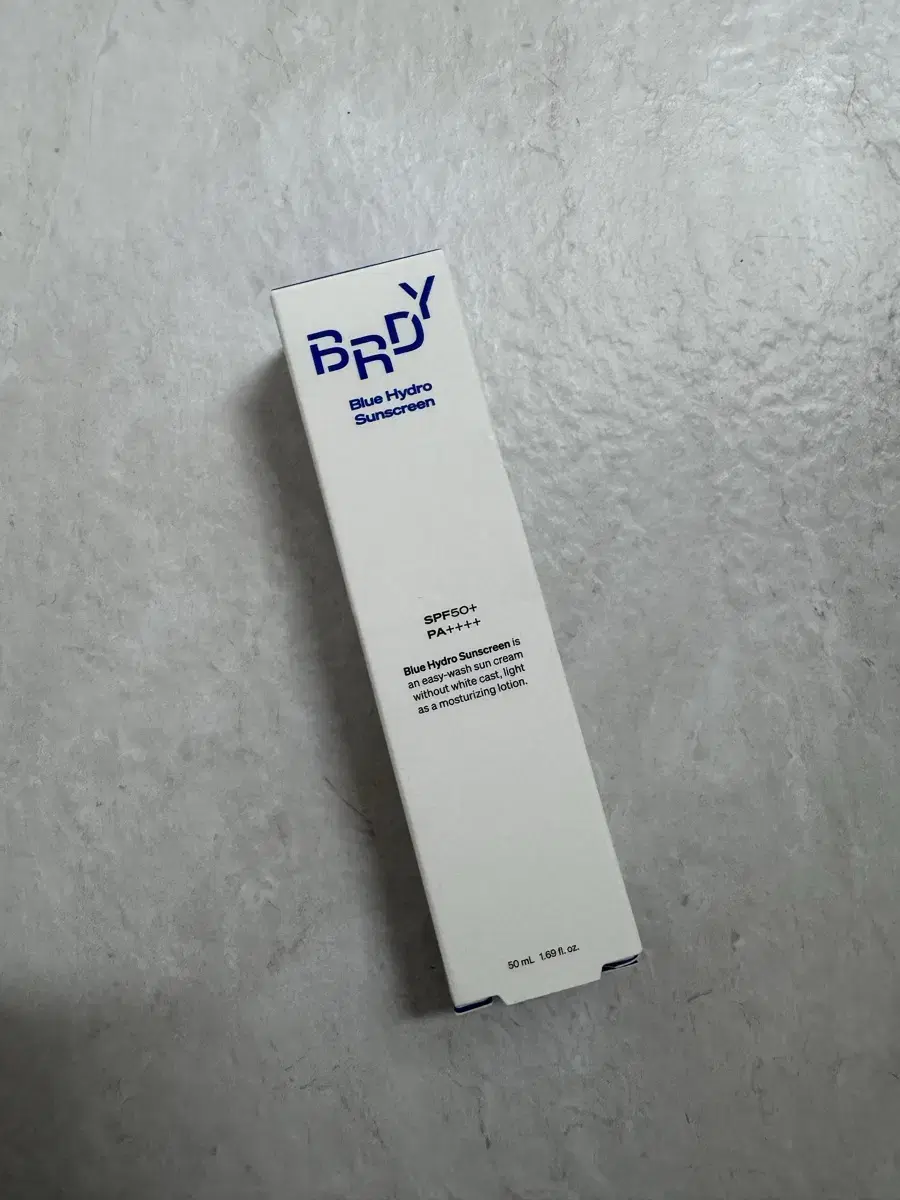 BRDY
Blue Hydro
Sunscreen
SPF50+
PA++++
Blue Hydro Sunscreen is
an easy-wash sun cream
without white cast, light
as a mosturizing lotion.
50 mL 1.69 fl. oz.